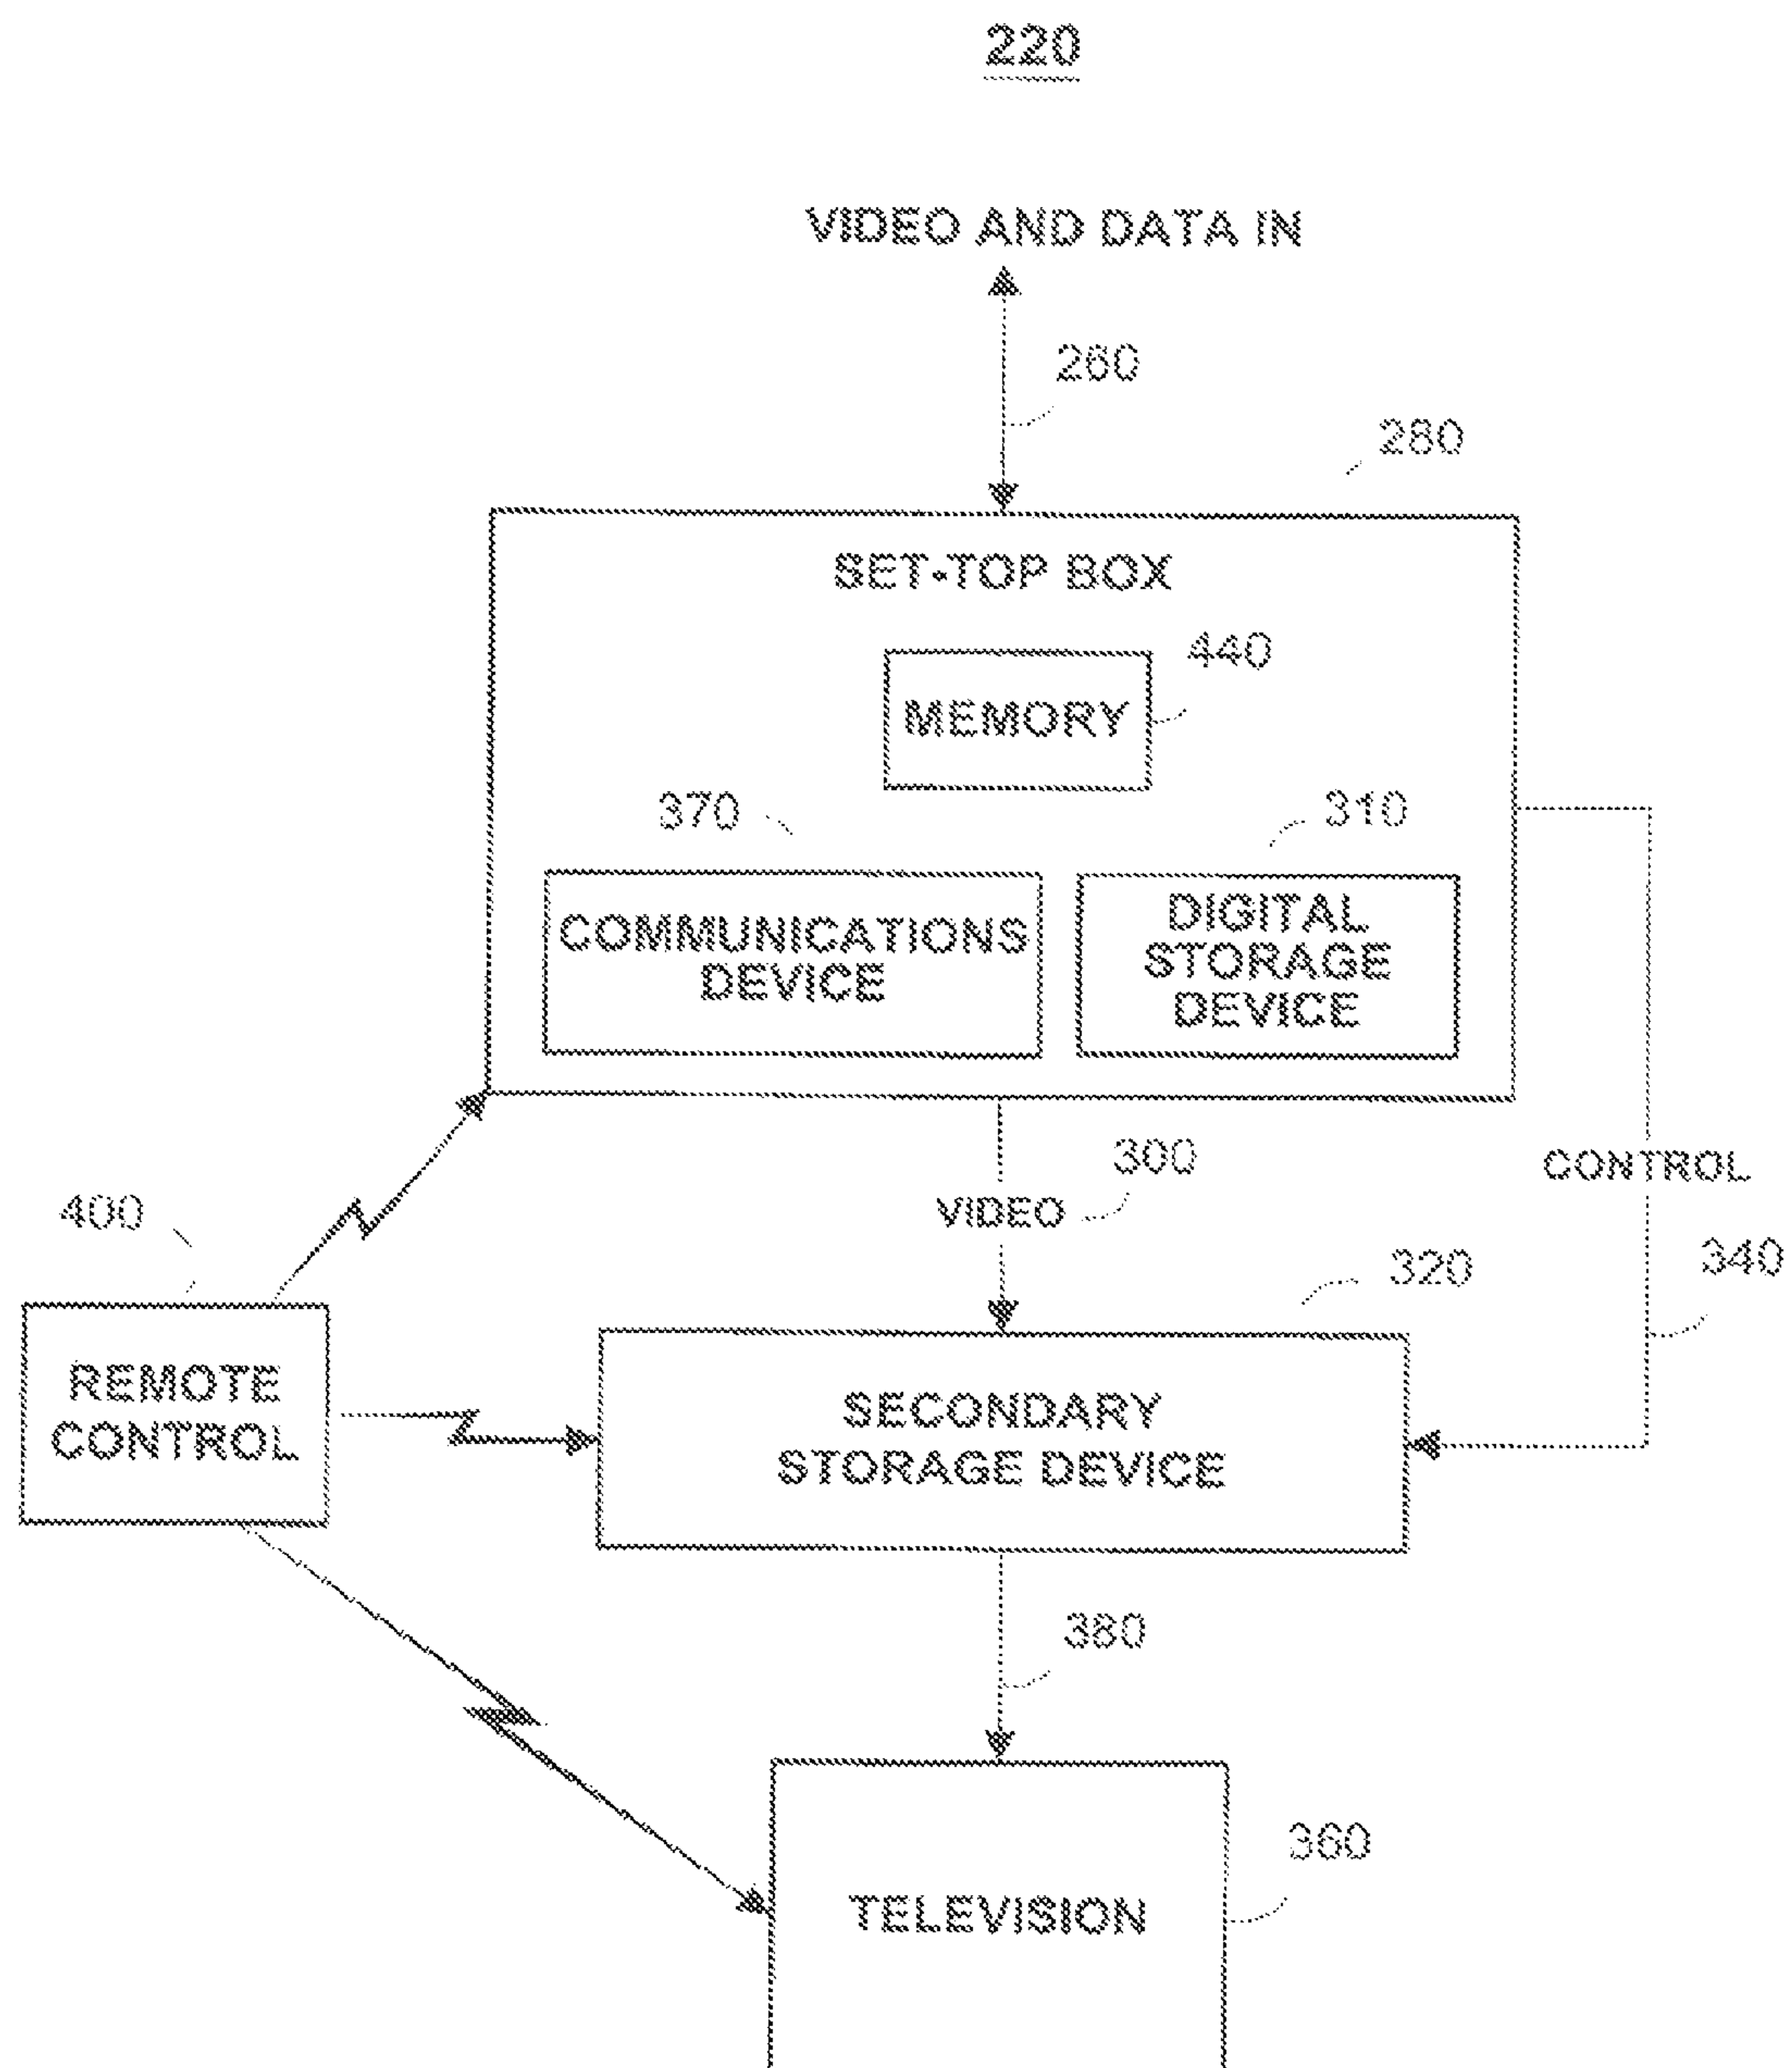 220
VIDEO AND DATA IN
260
280
SET-TOP BOX
440
MEMORY
370
310
COMMUNICATIONS
DEVICE
DIGITAL
STORAGE
DEVICE
300
VIDEO
CONTROL
400
320
340
REMOTE
CONTROL
SECONDARY
STORAGE DEVICE
380
360
TELEVISION